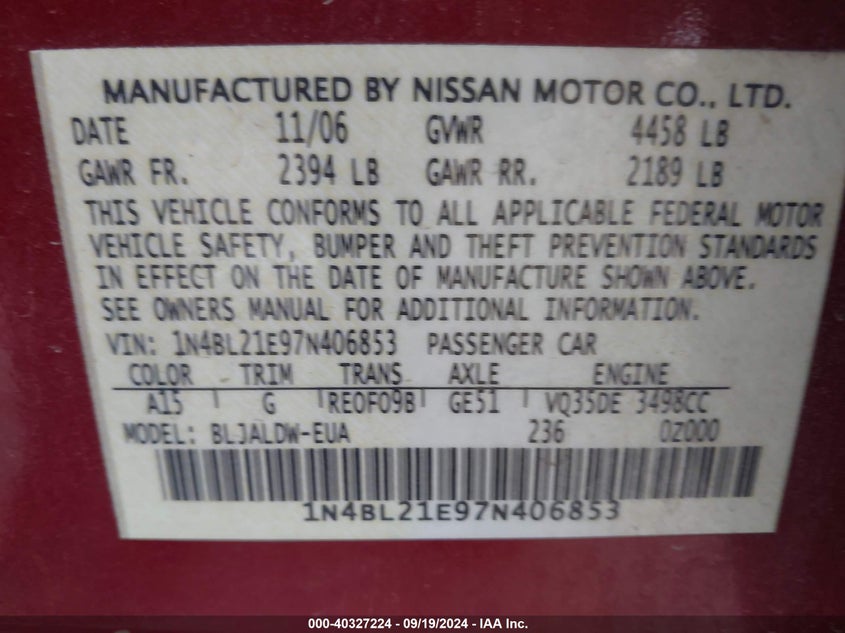 MANUFACTURED BY NISSAN MOTOR CO., LTD.
DATE 11/06 GVWR 4458 LB
GAWR FR. 2394 LB GAWR RR. 2189 LB
THIS VEHICLE CONFORMS TO ALL APPLICABLE FEDERAL MOTOR
VEHICLE SAFETY, BUMPER AND THEFT PREVENTION STANDARDS
IN EFFECT ON THE DATE OF MANUFACTURE SHOWN ABOVE.
SEE OWNERS MANUAL FOR ADDITIONAL INFORMATION.
VIN: 1N4BL21E97N406853 PASSENGER CAR
COLOR TRIM TRANS AXLE ENGINE
A15 G RE0F09B GE51 VQ35DE 3498CC
MODEL: BLJALDW-EUA 236 0Z000
1N4BL21E97N406853
000-40327224 - 09/19/2024 - IAA Inc.